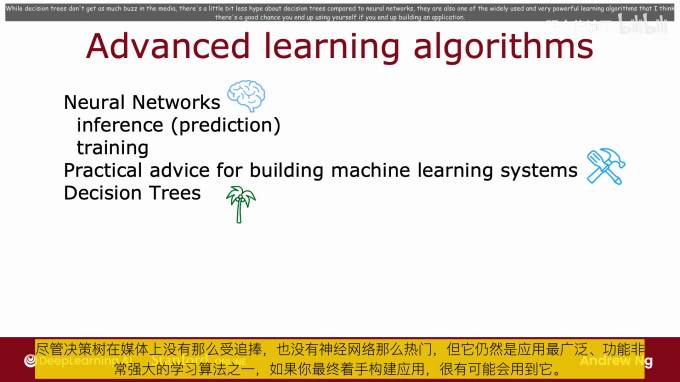 While decision trees don't get as much buzz in the media, there's a little bit less hype about decision trees compared to neural networks, they are also one of the widely used and very powerful learning algorithms that I think
there's a good chance you end up using yourself if you end up building an application.
bilibili
Advanced learning algorithms
Neural Networks
inference (prediction)
training
Practical advice for building machine learning systems
Decision Trees
尽管决策树在媒体上没有那么受追捧，也没有神经网络那么热门，但它仍然是应用最广泛、功能非
常强大的学习算法之一，如果你最终着手构建应用，很有可能会用到它。
DeepLearning.AI Stanford ONLINE Andrew Ng